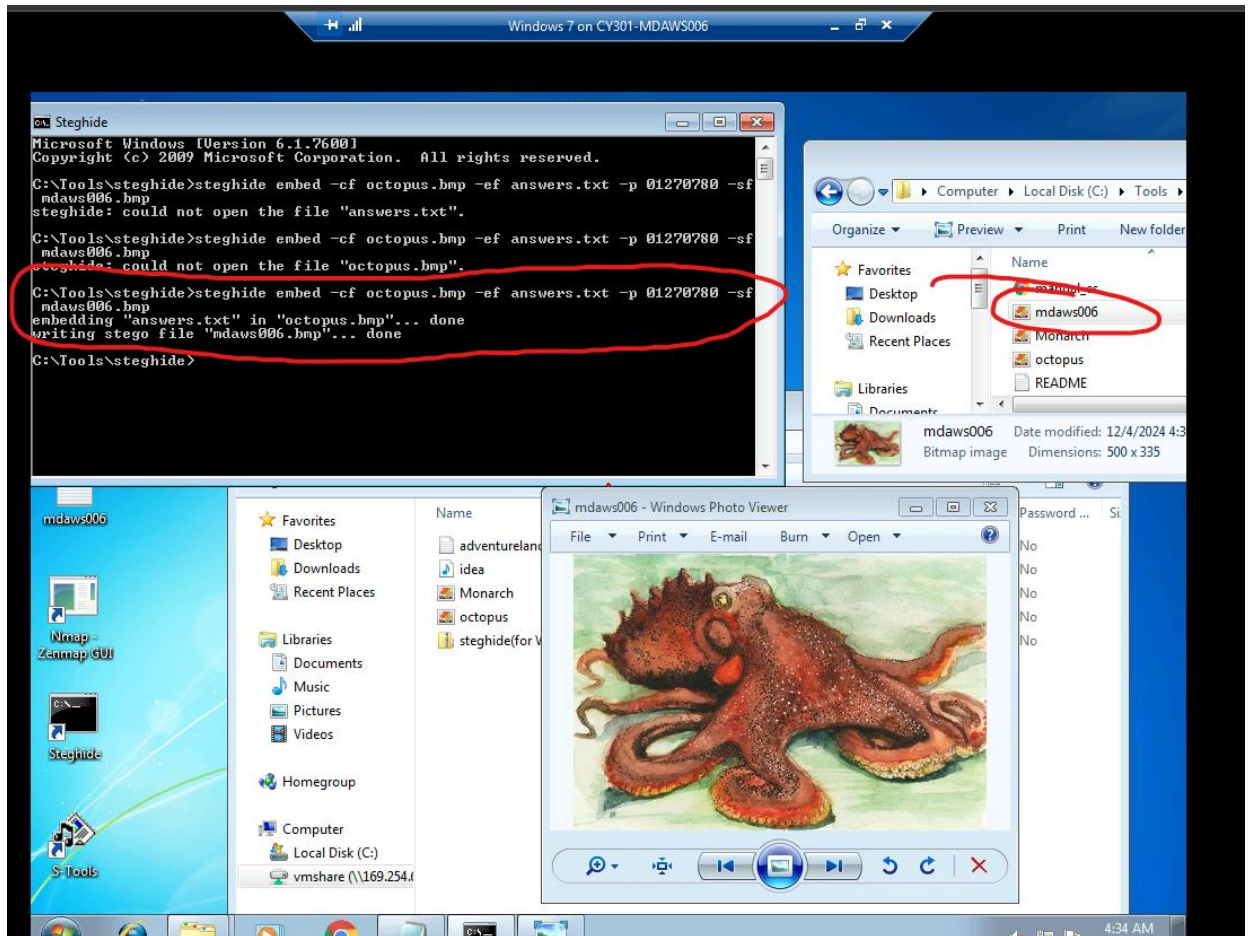 Windows 7 on CY301-MDAWS006
Steghide
Microsoft Windows [Version 6.1.7600]
Copyright (c) 2009 Microsoft Corporation.  All rights reserved.
C:\Tools\steghide>steghide embed -cf octopus.bmp -ef answers.txt -p 01270780 -sf
mdaws006.bmp
steghide: could not open the file "answers.txt".
C:\Tools\steghide>steghide embed -cf octopus.bmp -ef answers.txt -p 01270780 -sf
mdaws006.bmp
steghide: could not open the file "octopus.bmp".
C:\Tools\steghide>steghide embed -cf octopus.bmp -ef answers.txt -p 01270780 -sf
mdaws006.bmp
embedding "answers.txt" in "octopus.bmp"... done
writing stego file "mdaws006.bmp"... done
C:\Tools\steghide>
Computer Local Disk (C:) Tools
Organize Preview Print New folder
Favorites
Desktop
Downloads
Recent Places
Libraries
Documents
Name
mdaws006
Monarch
octopus
README
mdaws006 Date modified: 12/4/2024 4:3
Bitmap image Dimensions: 500 x 335
mdaws006
Nmap -
Zenmap GUI
C:\_
Steghide
S-Tools
Favorites
Desktop
Downloads
Recent Places
Libraries
Documents
Music
Pictures
Videos
Homegroup
Computer
Local Disk (C:)
vmshare (\\169.254.
Name
adventureland
idea
Monarch
octopus
steghide(for
Password ... Si
No
No
No
No
No
mdaws006 - Windows Photo Viewer
File Print E-mail Burn Open
4:34 AM